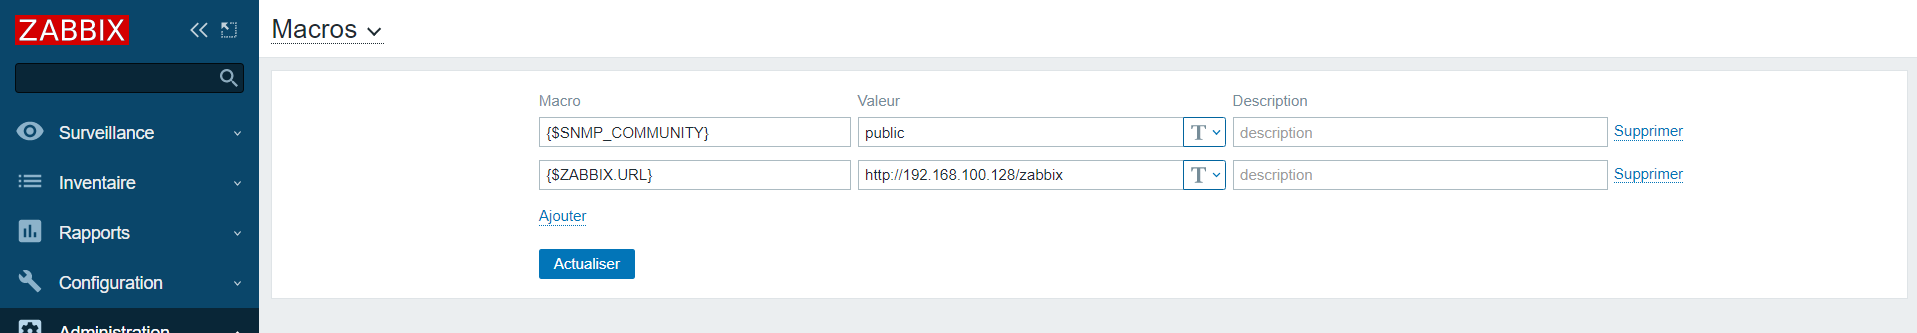 ZABBIX
Macros
Surveillance
Inventaire
Rapports
Configuration
Administration
Macro Valeur Description
{$SNMP_COMMUNITY} public T description Supprimer
{$ZABBIX.URL} http://192.168.100.128/zabbix T description Supprimer
Ajouter
Actualiser